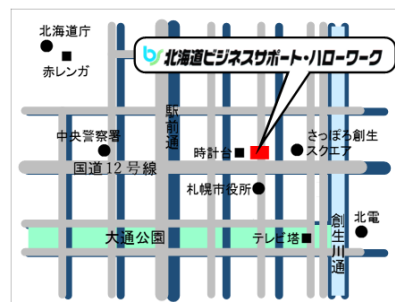 北海道庁
赤レンガ
北海道ビジネスサポート・ハローワーク
駅前通
中央警察署
時計台
さっぽろ創生
スクエア
国道12号線
札幌市役所
大通公園
テレビ塔
創生川通
北電